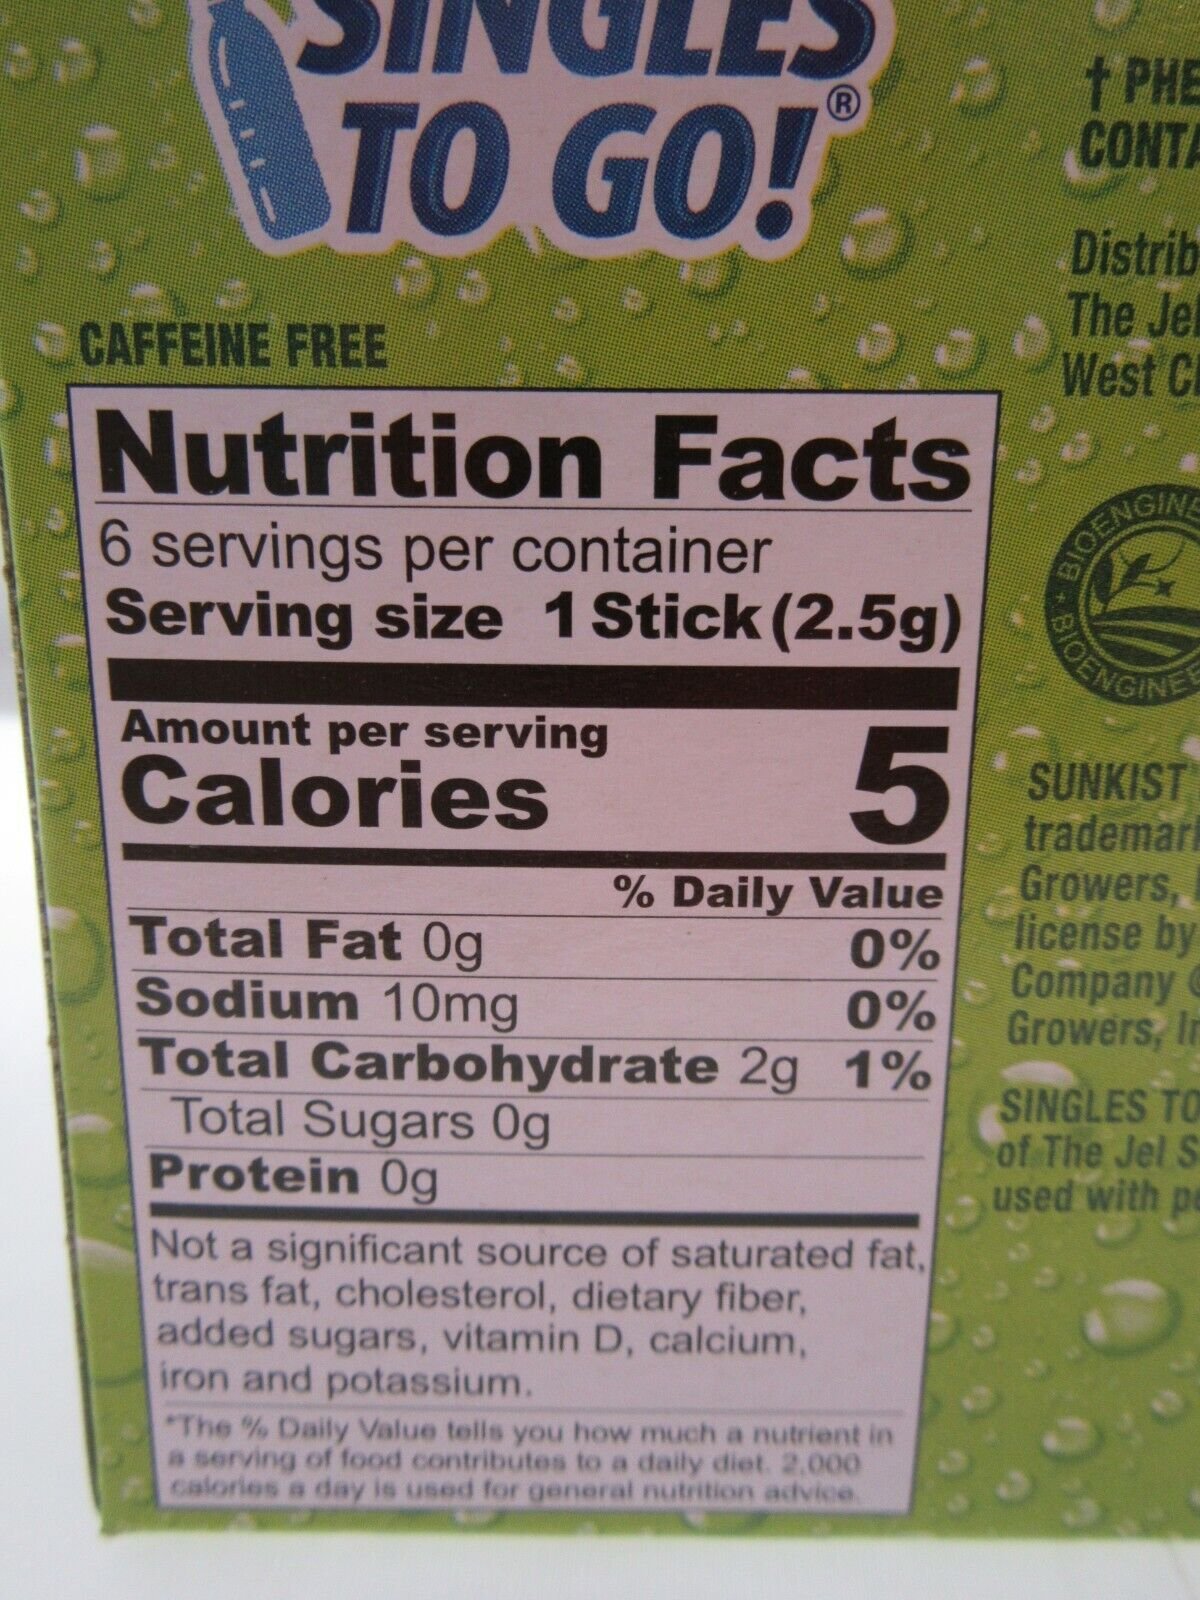 SINGLES
TO GO!®
CAFFEINE FREE
Nutrition Facts
6 servings per container
Serving size 1 Stick (2.5g)
Amount per serving
Calories 5
% Daily Value
Total Fat 0g 0%
Sodium 10mg 0%
Total Carbohydrate 2g 1%
Total Sugars 0g
Protein 0g
Not a significant source of saturated fat,
trans fat, cholesterol, dietary fiber,
added sugars, vitamin D, calcium,
iron and potassium.
*The % Daily Value tells you how much a nutrient in
a serving of food contributes to a daily diet. 2,000
calories a day is used for general nutrition advice.
† PHE
CONTA
Distrib
The Jel
West C
BIOENGINE
BIOENGINEE
SUNKIST
trademar
Growers,
license by
Company
Growers, I
SINGLES TO
of The Jel S
used with p